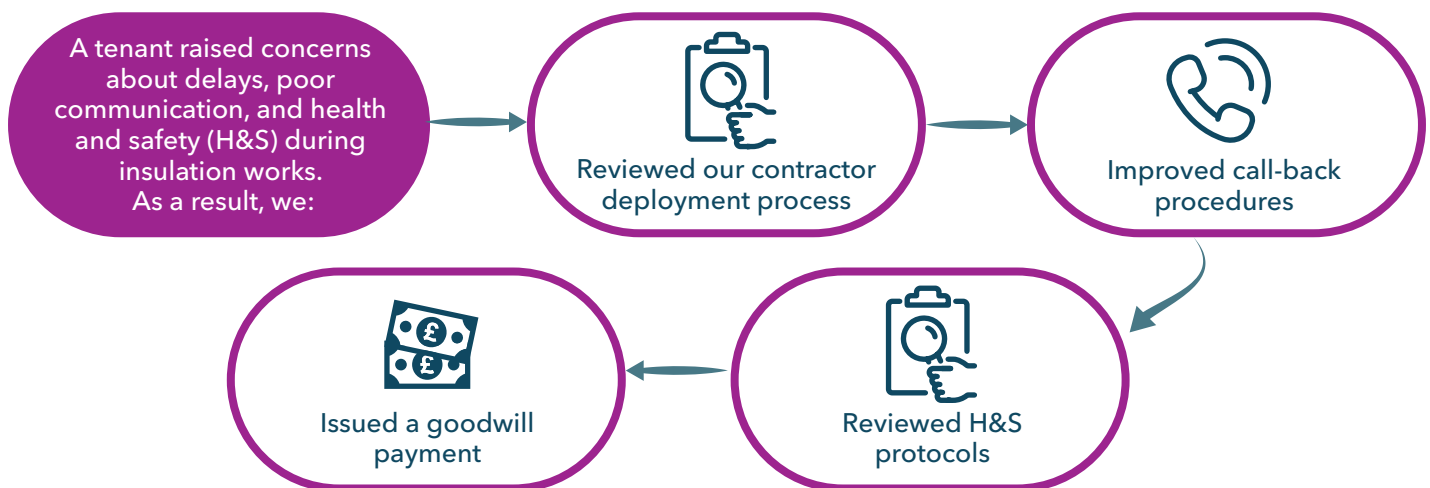 A tenant raised concerns
about delays, poor
communication, and health
and safety (H&S) during
insulation works.
As a result, we:
Reviewed our contractor
deployment process
Improved call-back
procedures
Reviewed H&S
protocols
£
£
Issued a goodwill
payment